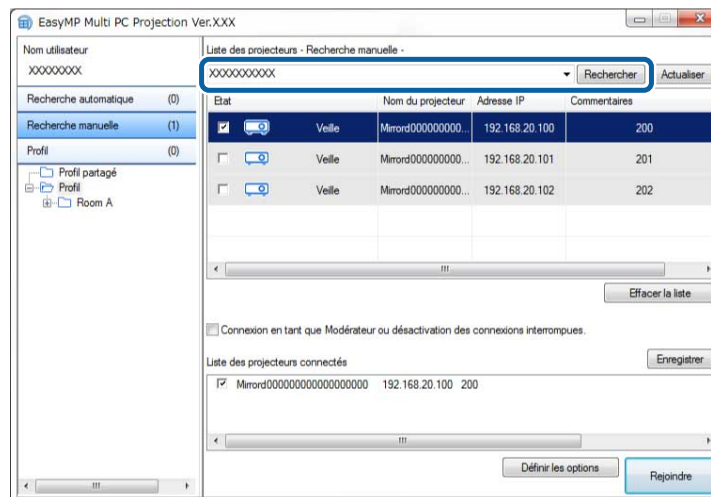 EasyMP Multi PC Projection Ver.XXX
Nom utilisateur
XXXXXXXX
Recherche automatique (0)
Recherche manuelle (1)
Profil (0)
Profil partagé
Profil
Room A
Liste des projecteurs - Recherche manuelle -
XXXXXXXXXX Rechercher Actualiser
Etat Nom du projecteur Adresse IP Commentaires
Veille Mirrord000000000... 192.168.20.100 200
Veille Mirrord000000000... 192.168.20.101 201
Veille Mirrord000000000... 192.168.20.102 202
Effacer la liste
Connexion en tant que Modérateur ou désactivation des connexions interrompues.
Liste des projecteurs connectés Enregistrer
Mirrord000000000000000000 192.168.20.100 200
Définir les options Rejoindre